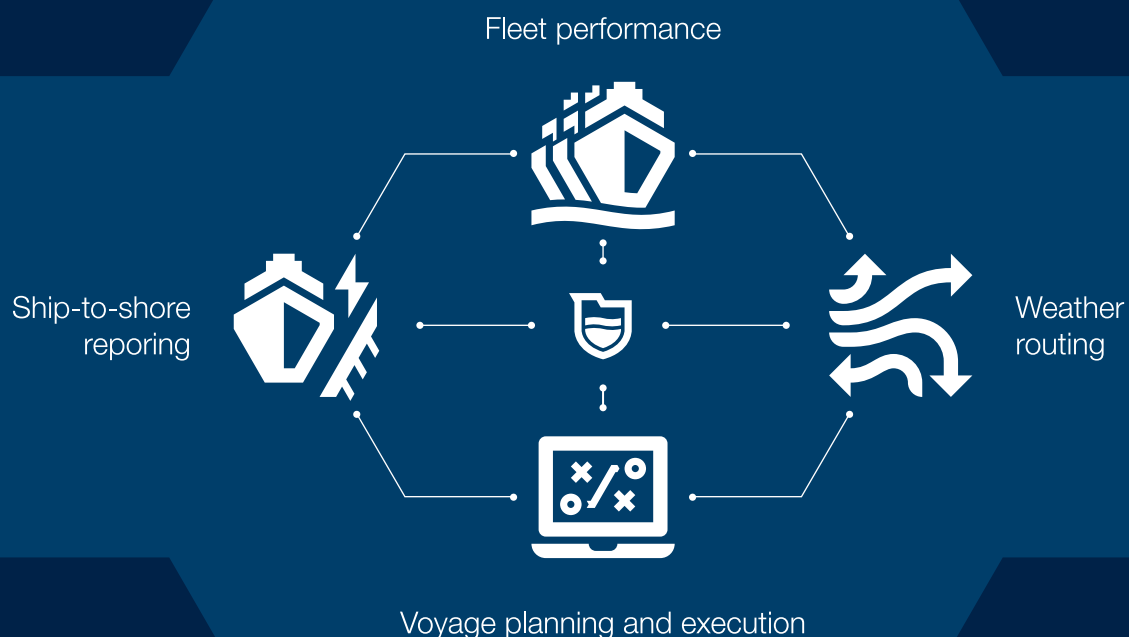 Fleet performance
Ship-to-shore
reporing
Weather
routing
Voyage planning and execution